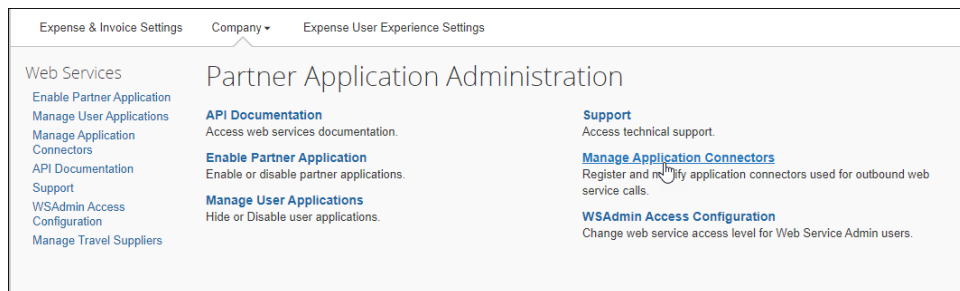 Expense & Invoice Settings
Company
Expense User Experience Settings
Web Services
Enable Partner Application
Manage User Applications
Manage Application
Connectors
API Documentation
Support
WSAdmin Access
Configuration
Manage Travel Suppliers
Partner Application Administration
API Documentation
Access web services documentation.
Enable Partner Application
Enable or disable partner applications.
Manage User Applications
Hide or Disable user applications.
Support
Access technical support.
Manage Application Connectors
Register and application connectors used for outbound web
service calls.
WSAdmin Access Configuration
Change web service access level for Web Service Admin users.